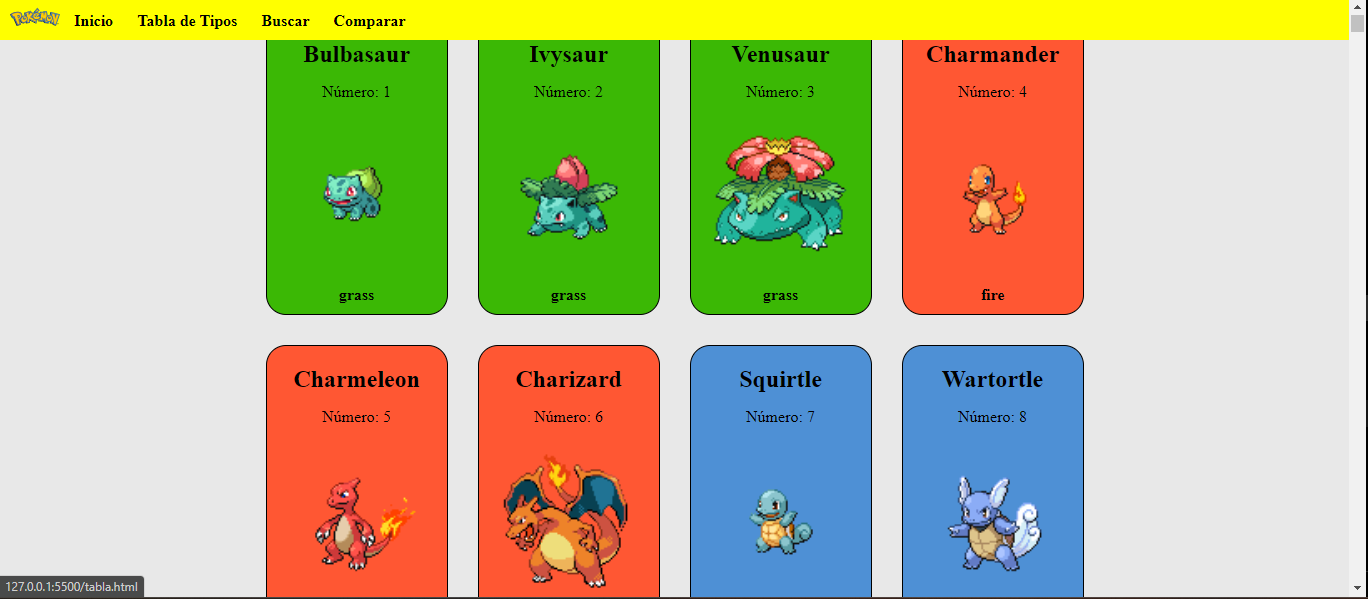 Pokémon Inicio Tabla de Tipos Buscar Comparar
Bulbasaur Ivysaur Venusaur Charmander
Número: 1 Número: 2 Número: 3 Número: 4
grass grass grass fire
Charmeleon Charizard Squirtle Wartortle
Número: 5 Número: 6 Número: 7 Número: 8
127.0.0.1:5500/tabla.html